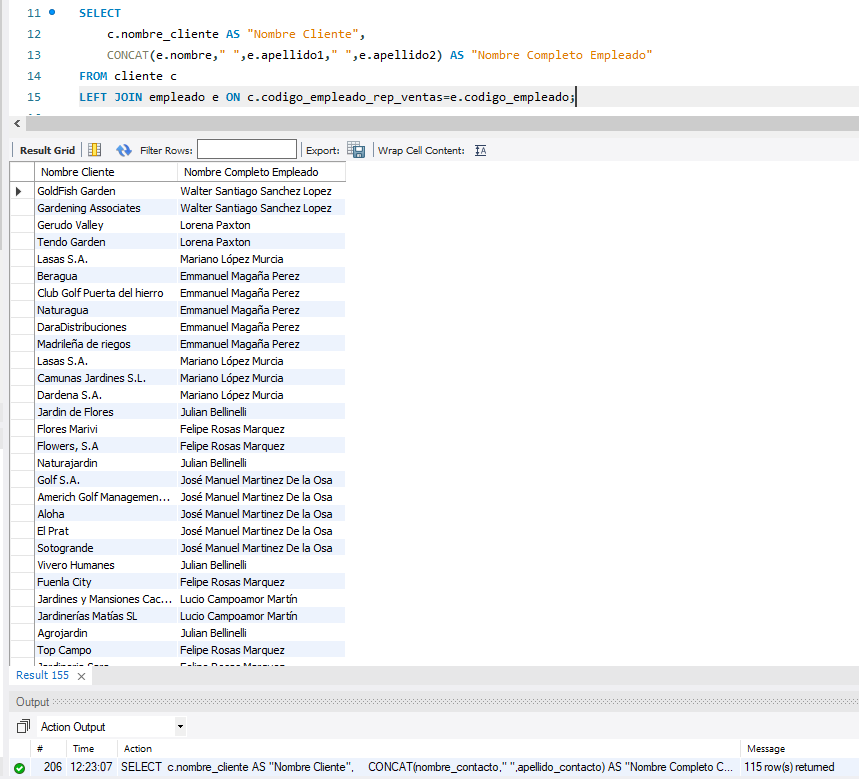 11 SELECT
12 c.nombre_cliente AS "Nombre Cliente",
13 CONCAT(e.nombre," ",e.apellido1," ",e.apellido2) AS "Nombre Completo Empleado"
14 FROM cliente c
15 LEFT JOIN empleado e ON c.codigo_empleado_rep_ventas=e.codigo_empleado;
Result Grid Filter Rows: Export: Wrap Cell Content:
Nombre Cliente Nombre Completo Empleado
GoldFish Garden Walter Santiago Sanchez Lopez
Gardening Associates Walter Santiago Sanchez Lopez
Gerudo Valley Lorena Paxton
Tendo Garden Lorena Paxton
Lasas S.A. Mariano López Murcia
Beragua Emmanuel Magaña Perez
Club Golf Puerta del hierro Emmanuel Magaña Perez
Naturagua Emmanuel Magaña Perez
DaraDistribuciones Emmanuel Magaña Perez
Madrileña de riegos Emmanuel Magaña Perez
Lasas S.A. Mariano López Murcia
Camunas Jardines S.L. Mariano López Murcia
Dardena S.A. Mariano López Murcia
Jardin de Flores Julian Bellinelli
Flores Marivi Felipe Rosas Marquez
Flowers, S.A Felipe Rosas Marquez
Naturajardin Julian Bellinelli
Golf S.A. José Manuel Martinez De la Osa
Americh Golf Managemen... José Manuel Martinez De la Osa
Aloha José Manuel Martinez De la Osa
El Prat José Manuel Martinez De la Osa
Sotogrande José Manuel Martinez De la Osa
Vivero Humanes Julian Bellinelli
Fuenla City Felipe Rosas Marquez
Jardines y Mansiones Cac... Lucio Campoamor Martín
Jardinerías Matías SL Lucio Campoamor Martín
Agrojardin Julian Bellinelli
Top Campo Felipe Rosas Marquez
Result 155
Output
Action Output
# Time Action Message
206 12:23:07 SELECT c.nombre_cliente AS "Nombre Cliente", CONCAT(nombre_contacto," ",apellido_contacto) AS "Nombre Completo C... 115 row(s) returned